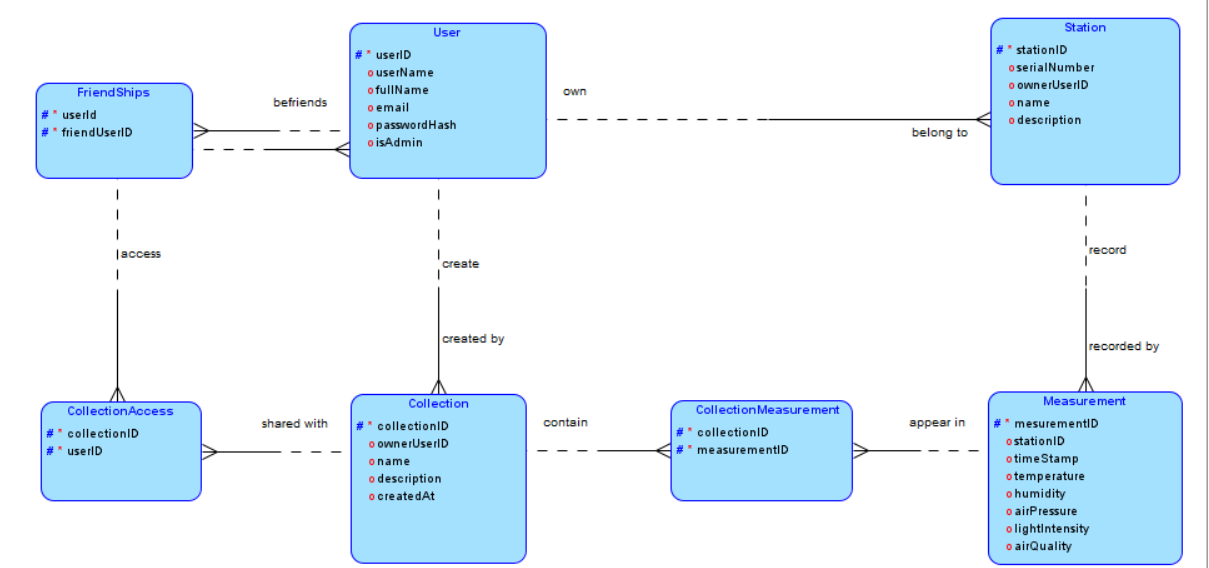 User
# * userID
o userName
o fullName
o email
o passwordHash
o isAdmin
Station
# * stationID
o serialNumber
o ownerUserID
o name
o description
FriendShips
# * userId
# * friendUserID
befriends
own
belong to
access
create
created by
record
recorded by
CollectionAccess
# * collectionID
# * userID
shared with
Collection
# * collectionID
o ownerUserID
o name
o description
o createdAt
contain
CollectionMeasurement
# * collectionID
# * measurementID
appear in
Measurement
# * mesurementID
o stationID
o timeStamp
o temperature
o humidity
o airPressure
o lightIntensity
o airQuality